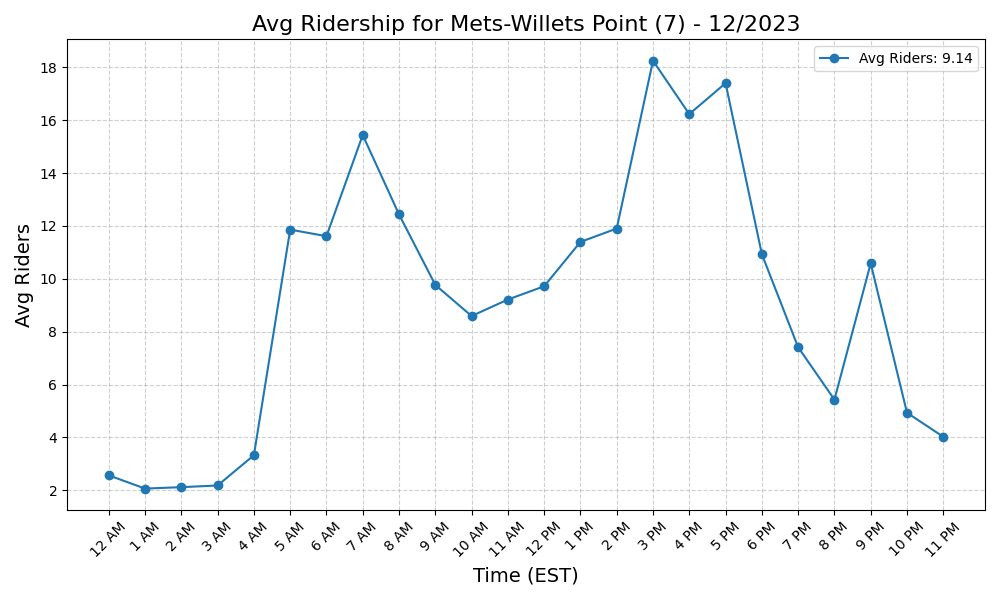 Avg Ridership for Mets-Willets Point (7) - 12/2023
Avg Riders: 9.14
Avg Riders
18
16
14
12
10
8
6
4
2
12 AM
1 AM
2 AM
3 AM
4 AM
5 AM
6 AM
7 AM
8 AM
9 AM
10 AM
11 AM
12 PM
1 PM
2 PM
3 PM
4 PM
5 PM
6 PM
7 PM
8 PM
9 PM
10 PM
11 PM
Time (EST)